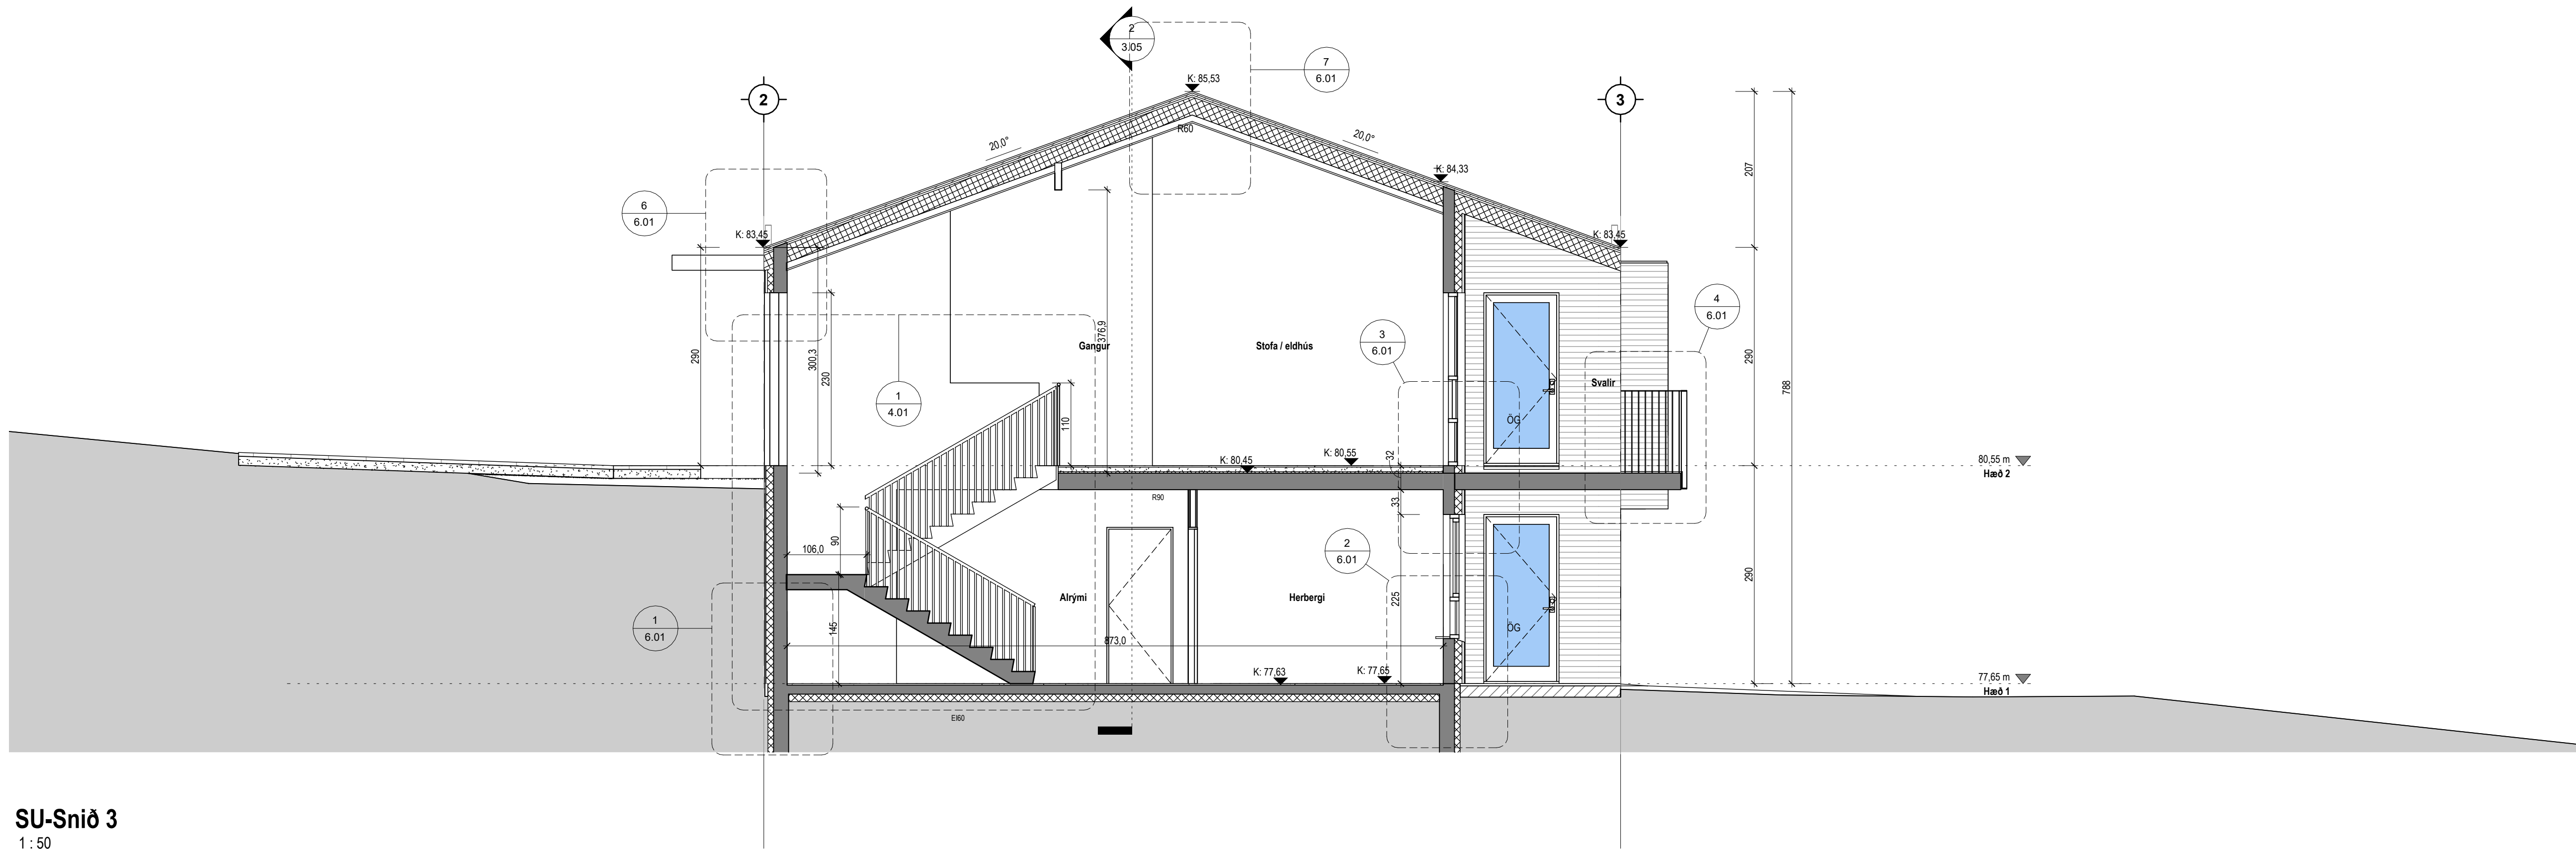 2
3.05
7
6.01
K: 85,53
2
3
R60
20,0°
20,0°
K: 84,33
207
6
6.01
K: 83,45
K: 83,45
4
6.01
290
300,3
230
376,9
Gangur
Stofa / eldhús
3
6.01
290
788
1
4.01
Svalir
110
ÖG
K: 80,45
K: 80,55
32
80,55 m
Hæð 2
R90
33
90
106,0
2
6.01
290
Alrými
Herbergi
225
1
6.01
145
873,0
ÖG
K: 77,63
K: 77,65
77,65 m
Hæð 1
EI60
SU-Snið 3
1 : 50